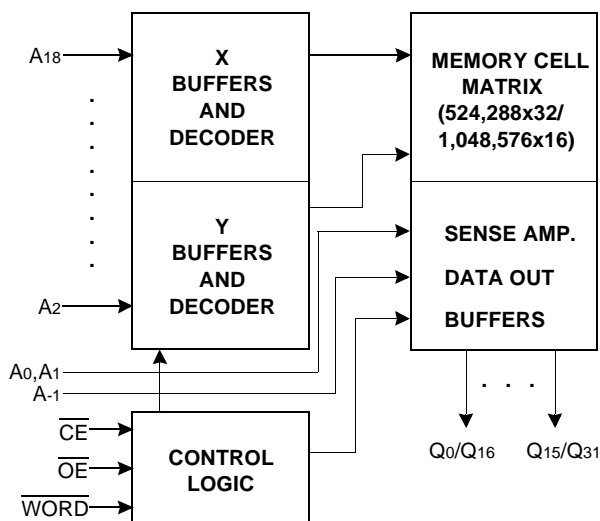 A18
X
BUFFERS
AND
DECODER
MEMORY CELL
MATRIX
(524,288x32/
1,048,576x16)
Y
BUFFERS
AND
DECODER
A2
SENSE AMP.
DATA OUT
BUFFERS
A0,A1
A-1
CE
OE
WORD
CONTROL
LOGIC
Q0/Q16
Q15/Q31